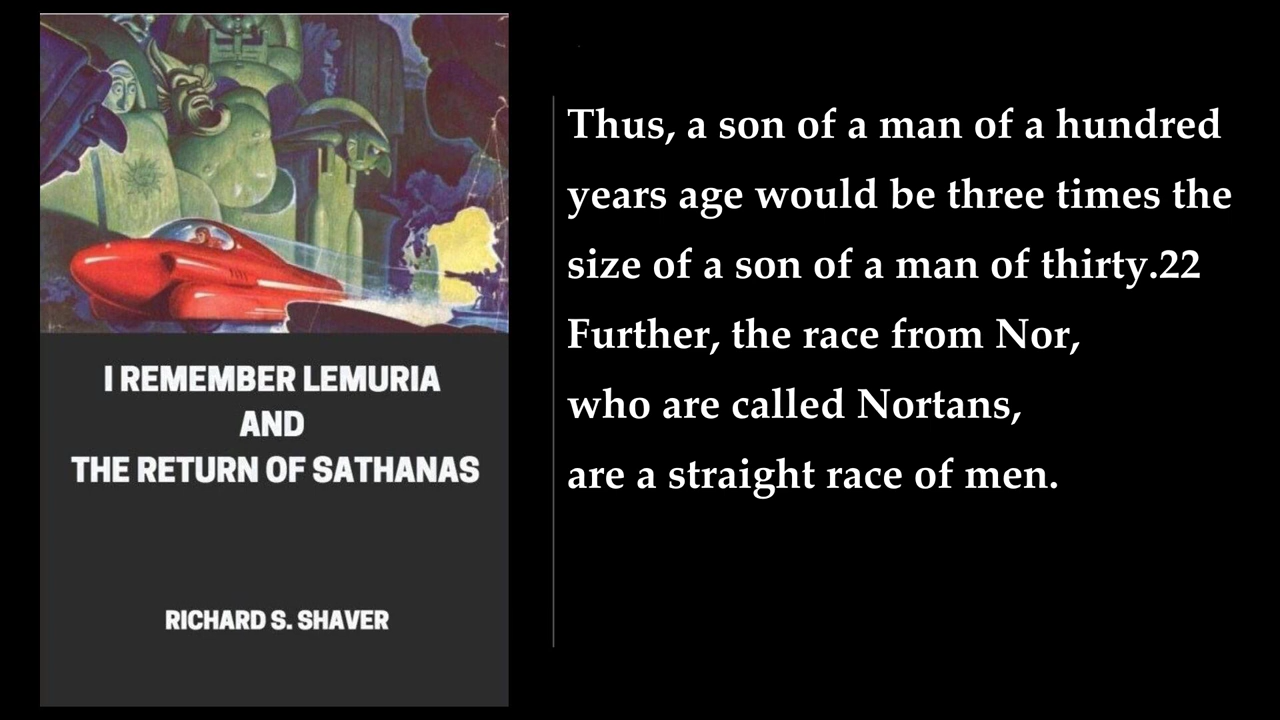 I REMEMBER LEMURIA
AND
THE RETURN OF SATHANAS
RICHARD S. SHAVER
Thus, a son of a man of a hundred
years age would be three times the
size of a son of a man of thirty.22
Further, the race from Nor,
who are called Nortans,
are a straight race of men.